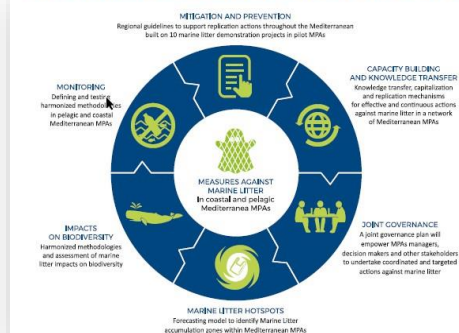 MITIGATION AND PREVENTION
Regional guidelines to support replication actions throughout the Mediterranean
built on 10 marine litter demonstration projects in pilot MPAs
MONITORING
Defining and testing
harmonized methodologies
in pelagic and coastal
Mediterranean MPAs
CAPACITY BUILDING
AND KNOWLEDGE TRANSFER
Knowledge transfer, capitalization
and replication mechanisms
for effective and continuous actions
against marine litter in a network
of Mediterranean MPAs
MEASURES AGAINST
MARINE LITTER
In coastal and pelagic
Mediterranea MPAs
IMPACTS
ON BIODIVERSITY
Harmonized methodologies
and assessment of marine
litter impacts on biodiversity
JOINT GOVERNANCE
A joint governance plan will
empower MPAs managers,
decision makers and other stakeholders
to undertake coordinated and targeted
actions against marine litter
MARINE LITTER HOTSPOTS
Forecasting model to identify Marine Litter
accumulation zones within Mediterranean MPAs